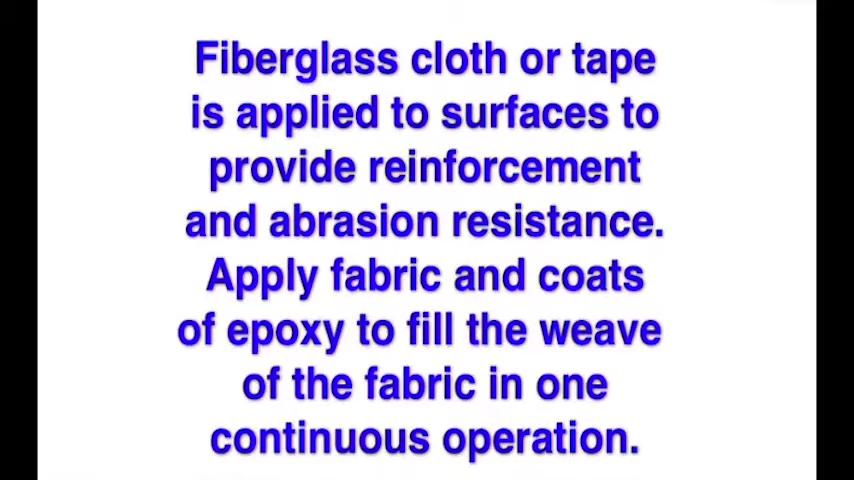 Fiberglass cloth or tape
is applied to surfaces to
provide reinforcement
and abrasion resistance.
Apply fabric and coats
of epoxy to fill the weave
of the fabric in one
continuous operation.